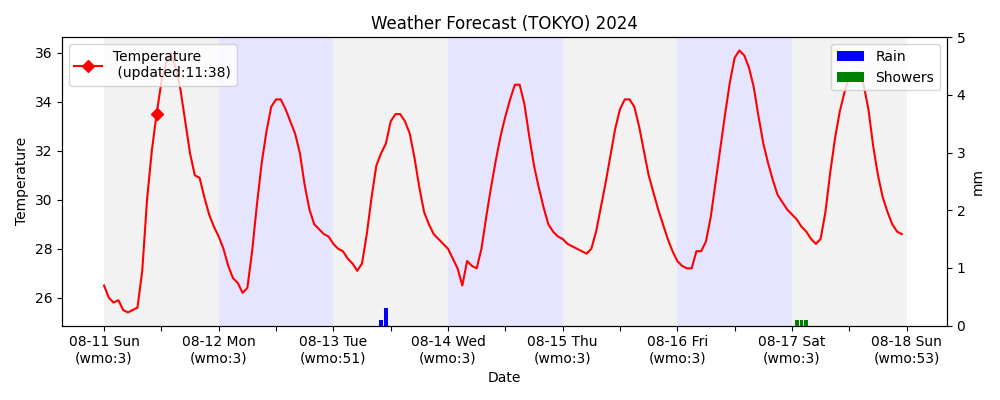 Weather Forecast (TOKYO) 2024
Temperature
(updated:11:38)
Rain
Showers
36
34
32
30
28
26
Temperature
5
4
3
2
1
0
mm
08-11 Sun
(wmo:3)
08-12 Mon
(wmo:3)
08-13 Tue
(wmo:51)
08-14 Wed
(wmo:3)
08-15 Thu
(wmo:3)
08-16 Fri
(wmo:3)
08-17 Sat
(wmo:3)
08-18 Sun
(wmo:53)
Date